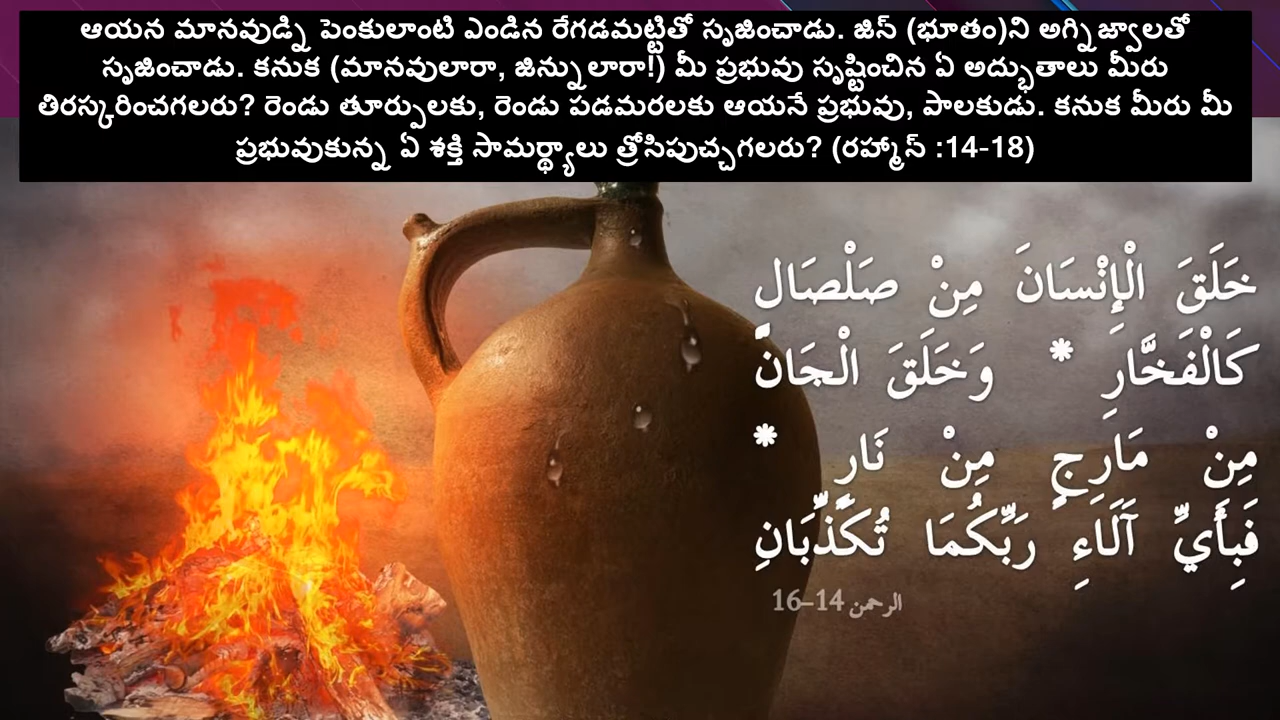 ఆయన మానవుడ్ని పెంకులాంటి ఎండిన రేగడమట్టితో సృజించాడు. జిన్ (భూతం)ని అగ్నిజ్వాలతో
సృజించాడు. కనుక (మానవులారా, జిన్నులారా!) మీ ప్రభువు సృష్టించిన ఏ అద్భుతాలు మీరు
తిరస్కరించగలరు? రెండు తూర్పులకు, రెండు పడమరలకు ఆయనే ప్రభువు, పాలకుడు. కనుక మీరు మీ
ప్రభువుకున్న ఏ శక్తి సామర్థ్యాలు త్రోసిపుచ్చగలరు? (రహ్మాన్ :14-18)
خَلَقَ الْإِنْسَانَ مِنْ صَلْصَالٍ
كَالْفَخَّارِ * وَخَلَقَ الْجَانَّ
مِنْ مَارِجٍ مِنْ نَارٍ *
فَبِأَيِّ آَلَاءِ رَبِّكُمَا تُكَذِّبَانِ
الرحمن 14–16